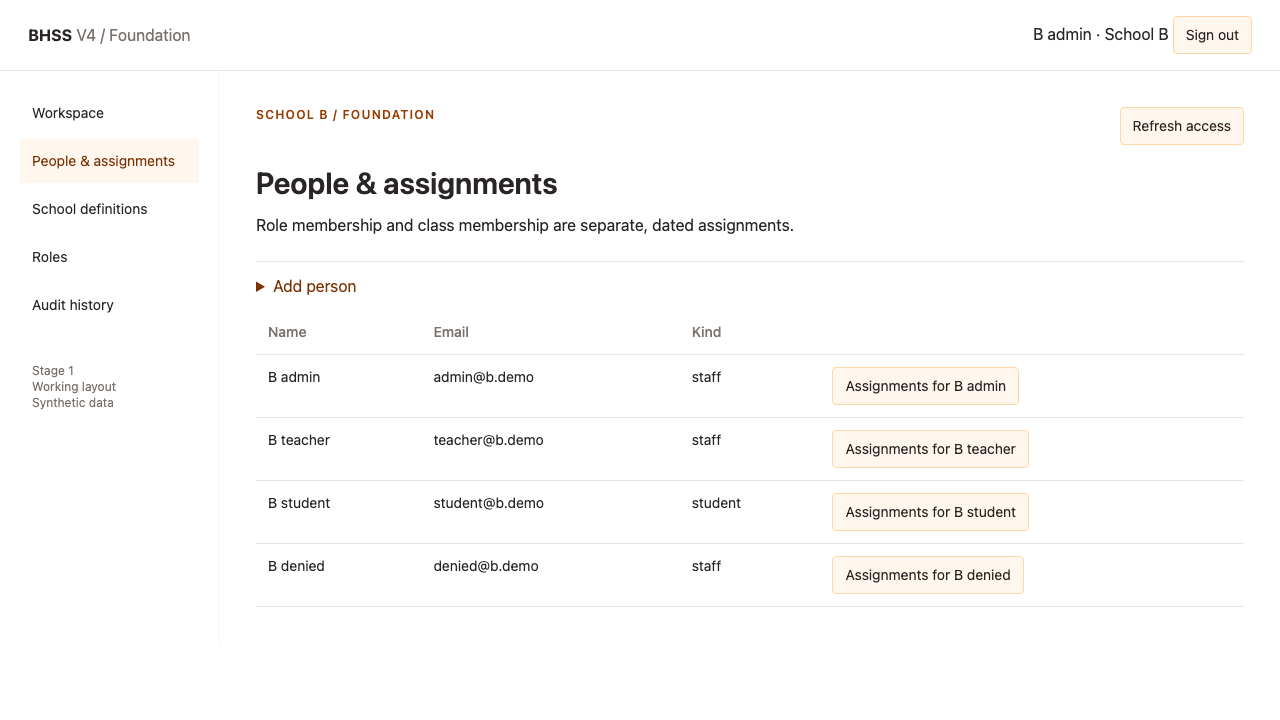 BHSS V4 / Foundation
B admin · School B Sign out
Workspace
People & assignments
School definitions
Roles
Audit history
Stage 1
Working layout
Synthetic data
SCHOOL B / FOUNDATION
Refresh access
People & assignments
Role membership and class membership are separate, dated assignments.
Add person
Name Email Kind
B admin admin@b.demo staff Assignments for B admin
B teacher teacher@b.demo staff Assignments for B teacher
B student student@b.demo student Assignments for B student
B denied denied@b.demo staff Assignments for B denied